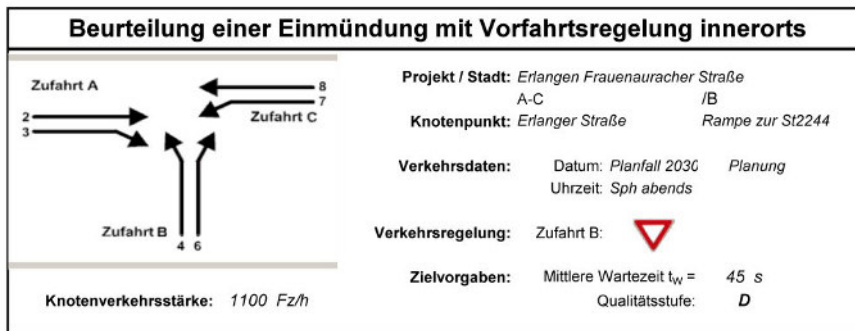 Beurteilung einer Einmündung mit Vorfahrtsregelung innerorts
Zufahrt A
8
7
Zufahrt C
2
3
Zufahrt B
4 6
Knotenverkehrsstärke: 1100 Fz/h
Projekt / Stadt: Erlangen Frauenauracher Straße
A-C /B
Knotenpunkt: Erlanger Straße Rampe zur St2244
Verkehrsdaten: Datum: Planfall 2030 Planung
Uhrzeit: Sph abends
Verkehrsregelung: Zufahrt B:
Zielvorgaben: Mittlere Wartezeit tw = 45 s
Qualitätsstufe: D